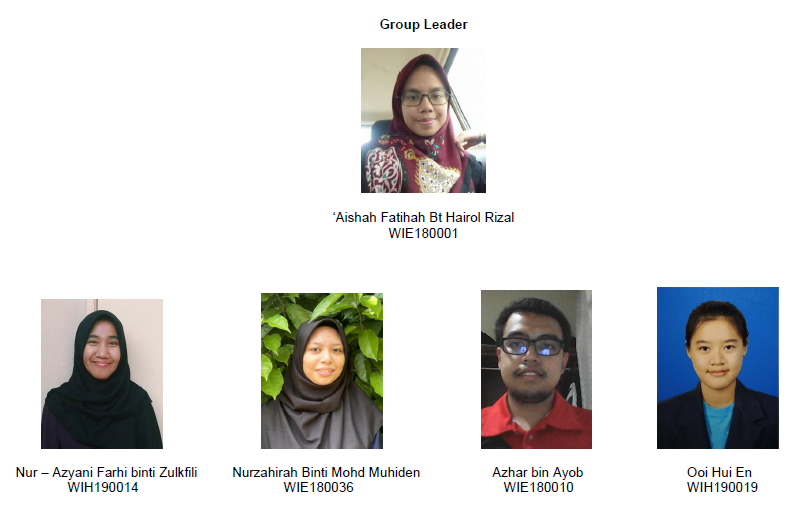 Group Leader
‘Aishah Fatihah Bt Hairol Rizal
WIE180001
Nur – Azyani Farhi binti Zulkfili
WIH190014
Nurzahirah Binti Mohd Muhiden
WIE180036
Azhar bin Ayob
WIE180010
Ooi Hui En
WIH190019